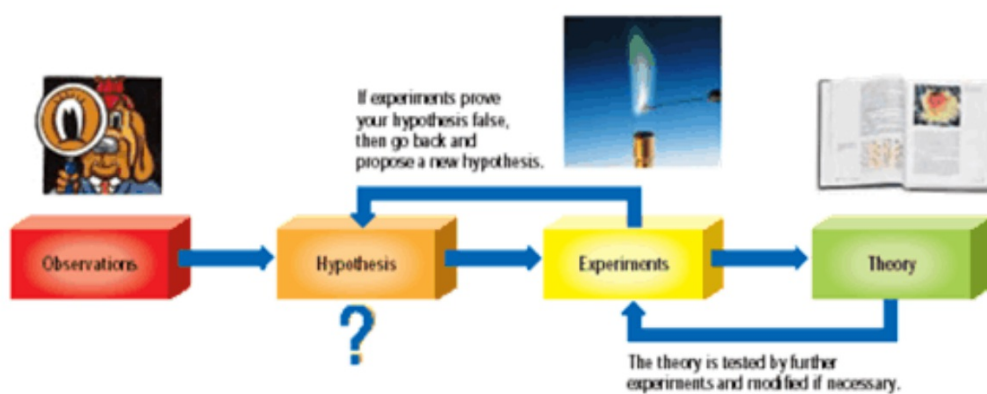 If experiments prove
your hypothesis false,
then go back and
propose a new hypothesis.
Observations
Hypothesis
Experiments
Theory
?
The theory is tested by further
experiments and modified if necessary.